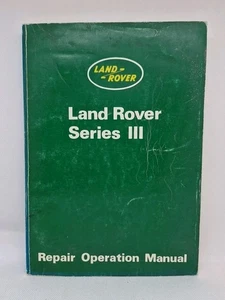 LAND-
-ROVER
Land Rover
Series III
Repair Operation Manual